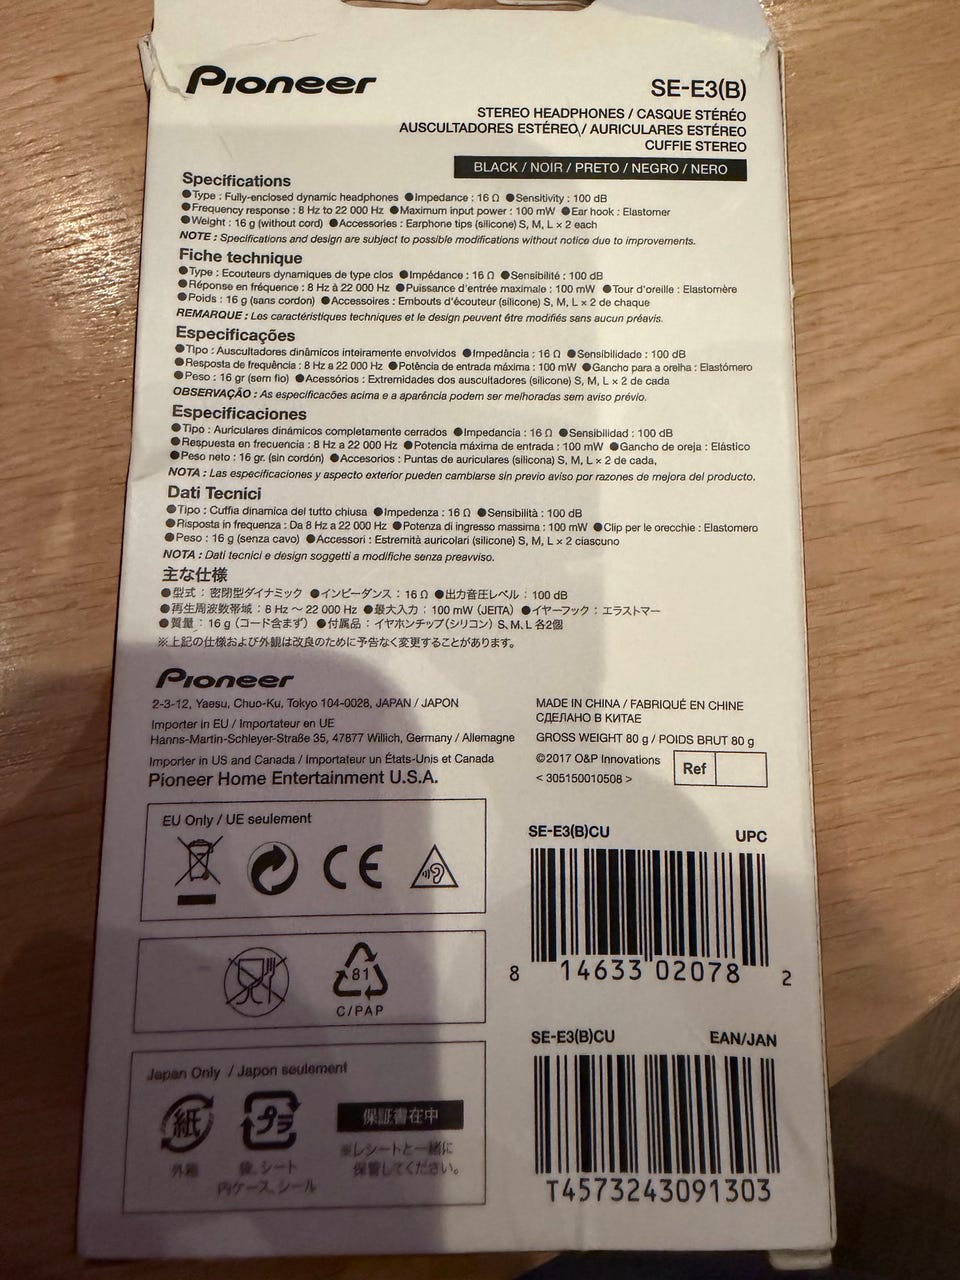 Pioneer
SE-E3(B)
STEREO HEADPHONES / CASQUE STÉRÉO
AUSCULTADORES ESTÉREO / AURICULARES ESTÉREO
CUFFIE STEREO
BLACK / NOIR / PRETO / NEGRO / NERO
Specifications
●Type : Fully-enclosed dynamic headphones ●Impedance : 16 Ω ●Sensitivity : 100 dB
●Frequency response : 8 Hz to 22 000 Hz ●Maximum input power : 100 mW ●Ear hook : Elastomer
●Weight : 16 g (without cord) ●Accessories : Earphone tips (silicone) S, M, L × 2 each
NOTE : Specifications and design are subject to possible modifications without notice due to improvements.
Fiche technique
●Type : Ecouteurs dynamiques de type clos ●Impédance : 16 Ω ●Sensibilité : 100 dB
●Réponse en fréquence : 8 Hz à 22 000 Hz ●Puissance d'entrée maximale : 100 mW ●Tour d'oreille : Elastomère
●Poids : 16 g (sans cordon) ●Accessoires : Embouts d'écouteur (silicone) S, M, L × 2 de chaque
REMARQUE : Les caractéristiques techniques et le design peuvent être modifiés sans aucun préavis.
Especificações
●Tipo : Auscultadores dinâmicos inteiramente envolvidos ●Impedância : 16 Ω ●Sensibilidade : 100 dB
●Resposta de frequência : 8 Hz a 22 000 Hz ●Potência de entrada máxima : 100 mW ●Gancho para a orelha : Elastómero
●Peso : 16 gr (sem fio) ●Acessórios : Extremidades dos auscultadores (silicone) S, M, L × 2 de cada
OBSERVAÇÃO : As especificacões acima e a aparência podem ser melhoradas sem aviso prévio.
Especificaciones
●Tipo : Auriculares dinámicos completamente cerrados ●Impedancia : 16 Ω ●Sensibilidad : 100 dB
●Respuesta en frecuencia : 8 Hz a 22 000 Hz ●Potencia máxima de entrada : 100 mW ●Gancho de oreja : Elástico
●Peso neto : 16 gr. (sin cordón) ●Accesorios : Puntas de auriculares (silicona) S, M, L × 2 de cada,
NOTA : Las especificaciones y aspecto exterior pueden cambiarse sin previo aviso por razones de mejora del producto.
Dati Tecnici
●Tipo : Cuffia dinamica del tutto chiusa ●Impedenza : 16 Ω ●Sensibilità : 100 dB
●Risposta in frequenza : Da 8 Hz a 22 000 Hz ●Potenza di ingresso massima : 100 mW ●Clip per le orecchie : Elastomero
●Peso : 16 g (senza cavo) ●Accessori : Estremità auricolari (silicone) S, M, L × 2 ciascuno
NOTA : Dati tecnici e design soggetti a modifiche senza preavviso.
主な仕様
●型式 : 密閉型ダイナミック ●インピーダンス : 16 Ω ●出力音圧レベル : 100 dB
●再生周波数帯域 : 8 Hz 〜 22 000 Hz ●最大入力 : 100 mW (JEITA) ●イヤーフック : エラストマー
●質量 : 16 g (コード含まず) ●付属品 : イヤホンチップ(シリコン) S、M、L 各2個
※上記の仕様および外観は改良のために予告なく変更することがあります。
Pioneer
2-3-12, Yaesu, Chuo-Ku, Tokyo 104-0028, JAPAN / JAPON
Importer in EU / Importateur en UE
Hanns-Martin-Schleyer-Straße 35, 47877 Willich, Germany / Allemagne
Importer in US and Canada / Importateur un États-Unis et Canada
Pioneer Home Entertainment U.S.A.
MADE IN CHINA / FABRIQUÉ EN CHINE
СДЕЛАНО В КИТАЕ
GROSS WEIGHT 80 g / POIDS BRUT 80 g
©2017 O&P Innovations
< 305150010508 >
Ref
EU Only / UE seulement
CE
81
C/PAP
Japan Only / Japon seulement
紙
外箱
プラ
袋、シート
内ケース、シール
保証書在中
※レシートと一緒に
保管してください。
SE-E3(B)CU
UPC
8 14633 02078 2
SE-E3(B)CU
EAN/JAN
T4573243091303